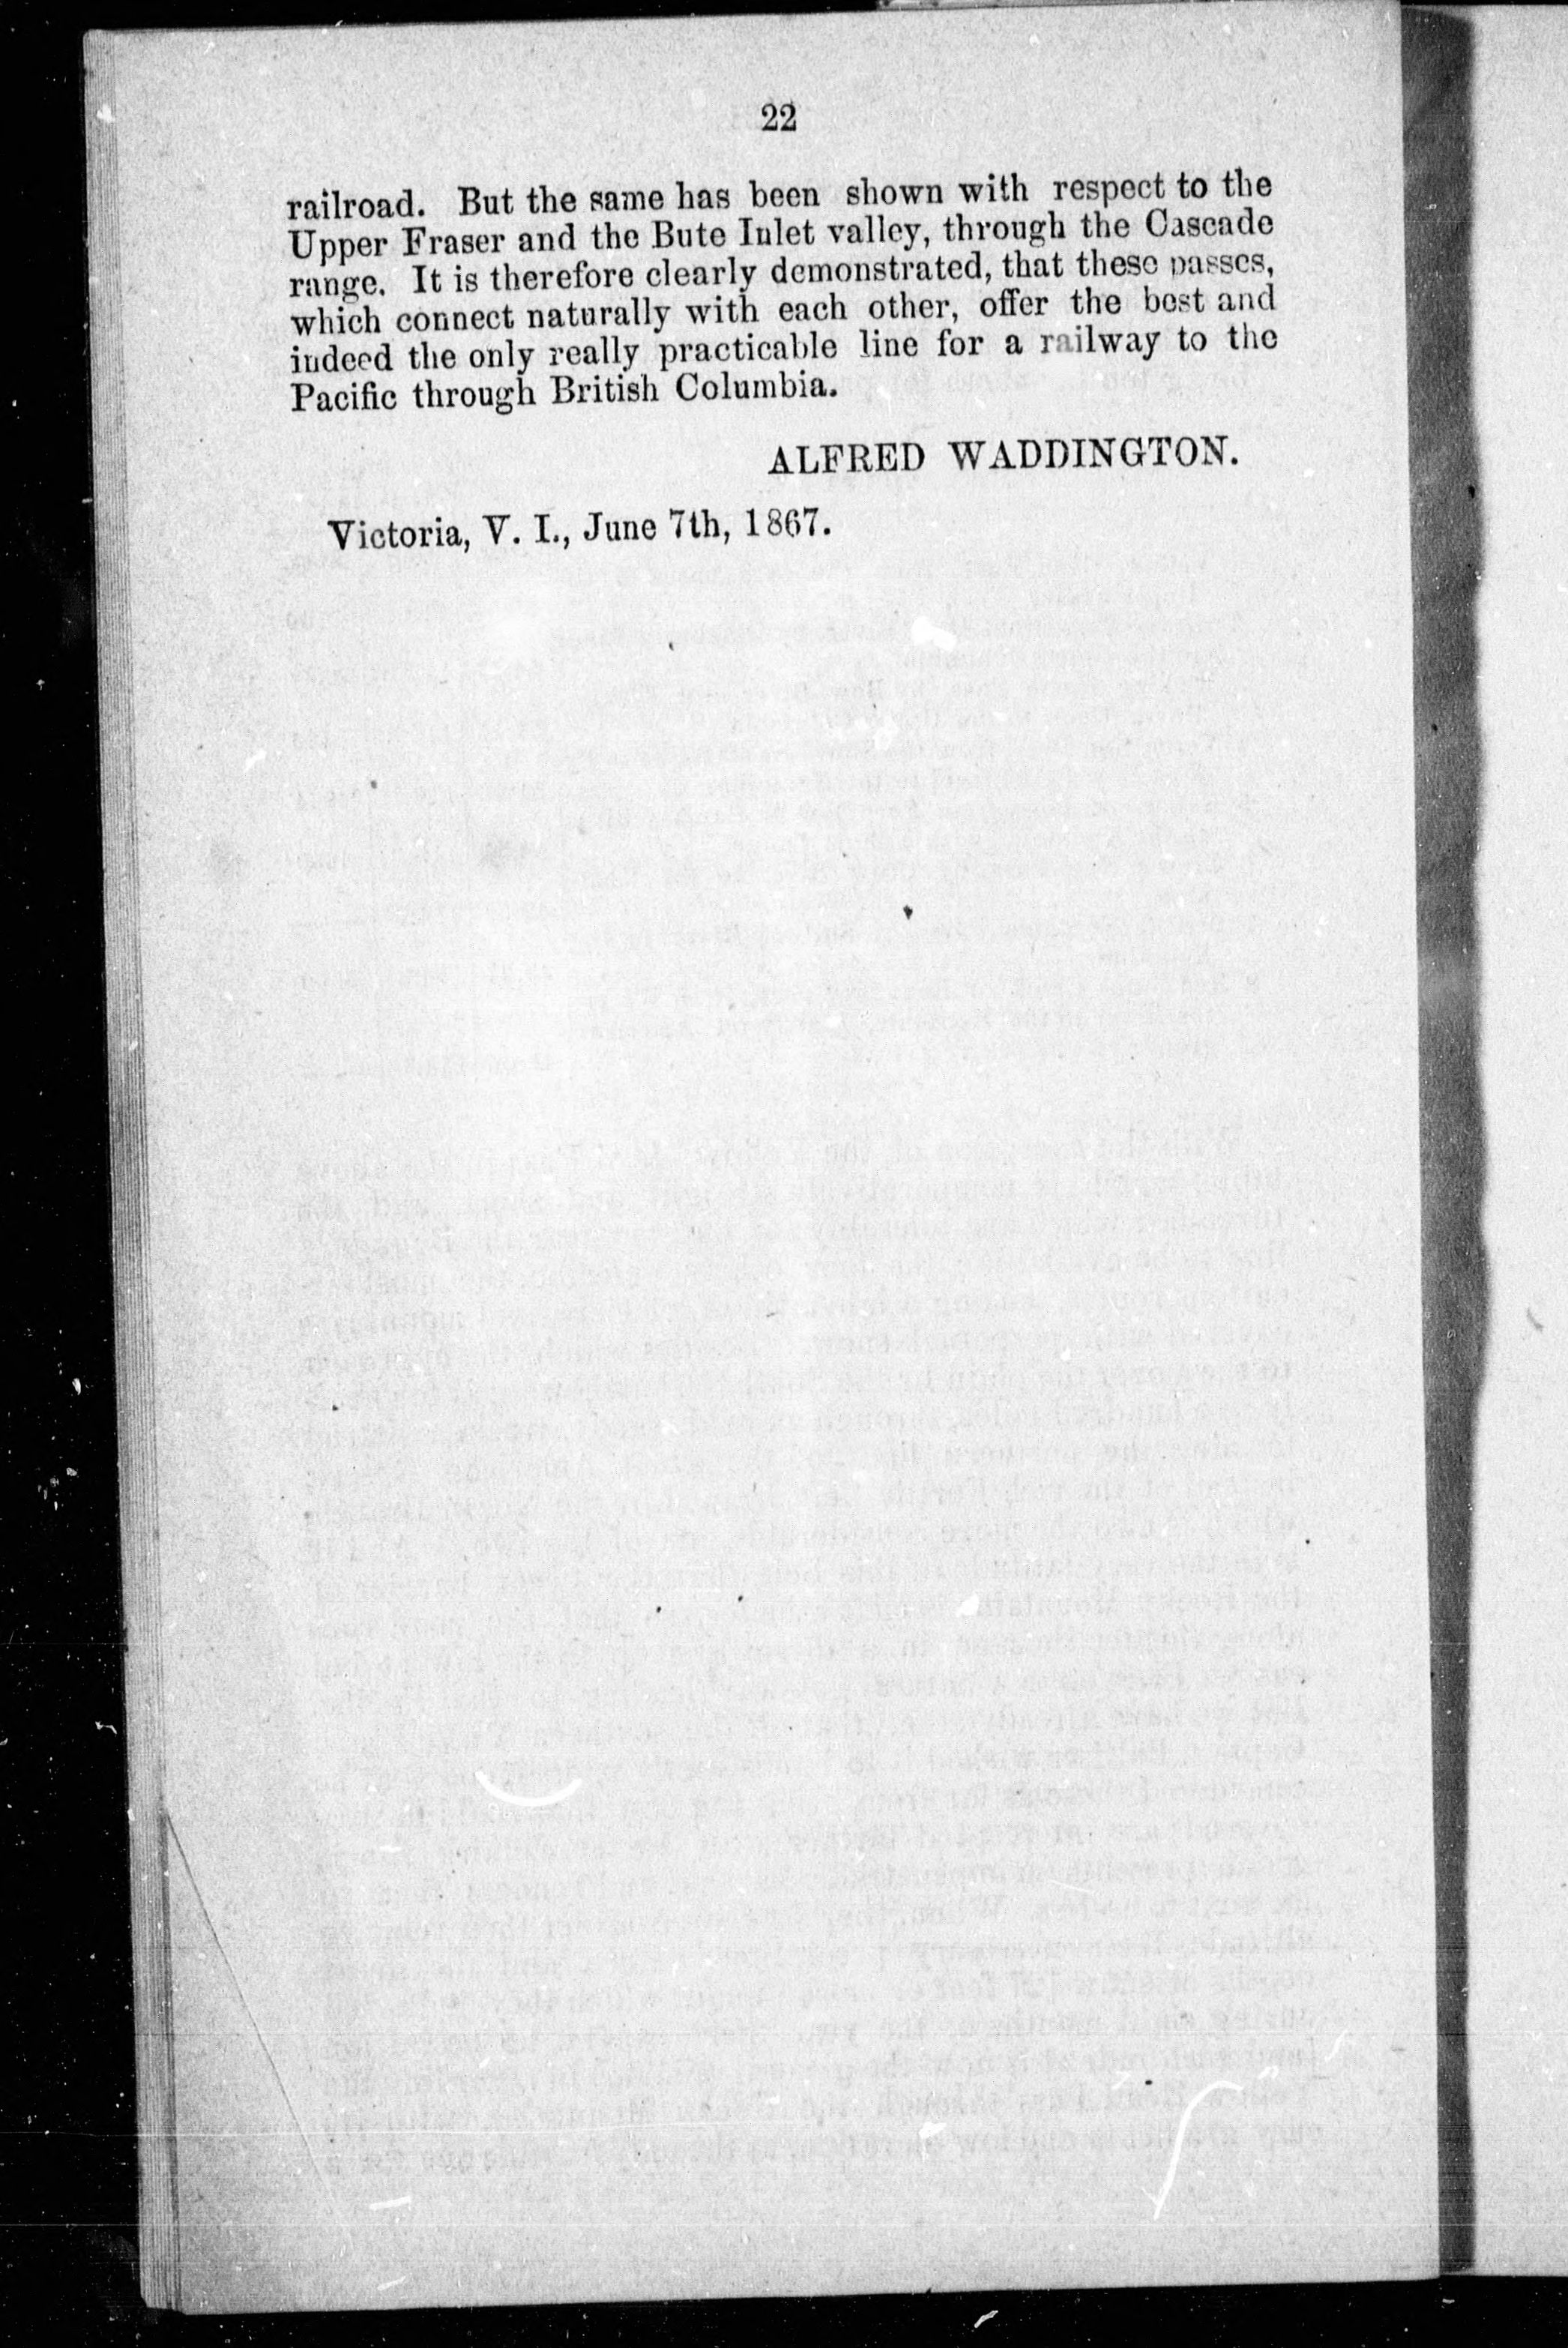 22
railroad. But the same has been shown with respect to the
Upper Fraser and the Bute Inlet valley, through the Cascade
range. It is therefore clearly demonstrated, that these passes,
which connect naturally with each other, offer the best and
indeed the only really practicable line for a railway to the
Pacific through British Columbia.
ALFRED WADDINGTON.
Victoria, V. I., June 7th, 1867.